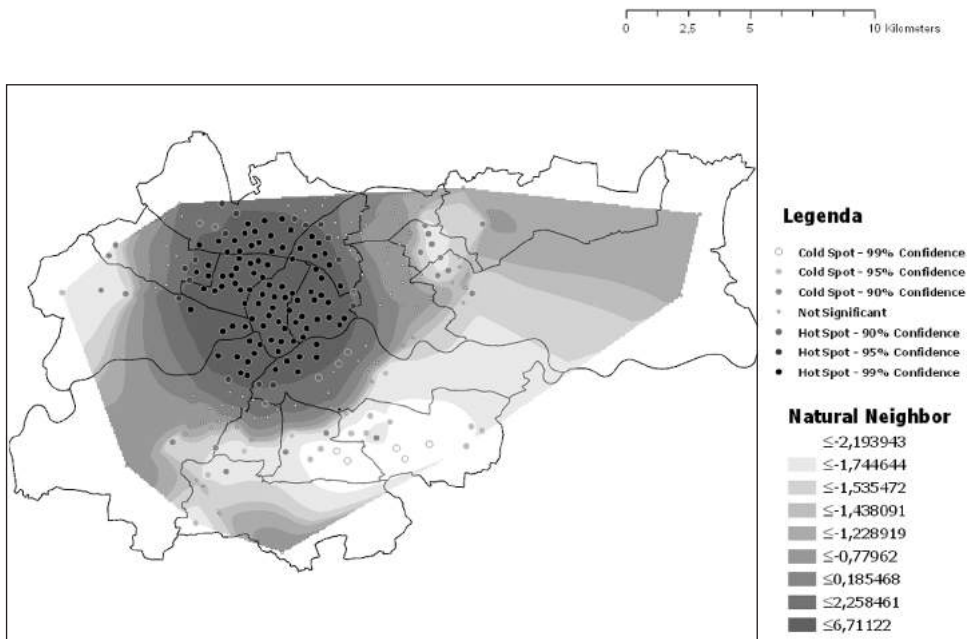 0 2,5 5 10 Kilometers
Legenda
Cold Spot - 99% Confidence
Cold Spot - 95% Confidence
Cold Spot - 90% Confidence
Not Significant
Hot Spot - 90% Confidence
Hot Spot - 95% Confidence
Hot Spot - 99% Confidence
Natural Neighbor
≤-2,193943
≤-1,744644
≤-1,535472
≤-1,438091
≤-1,228919
≤-0,77962
≤0,185468
≤2,258461
≤6,71122